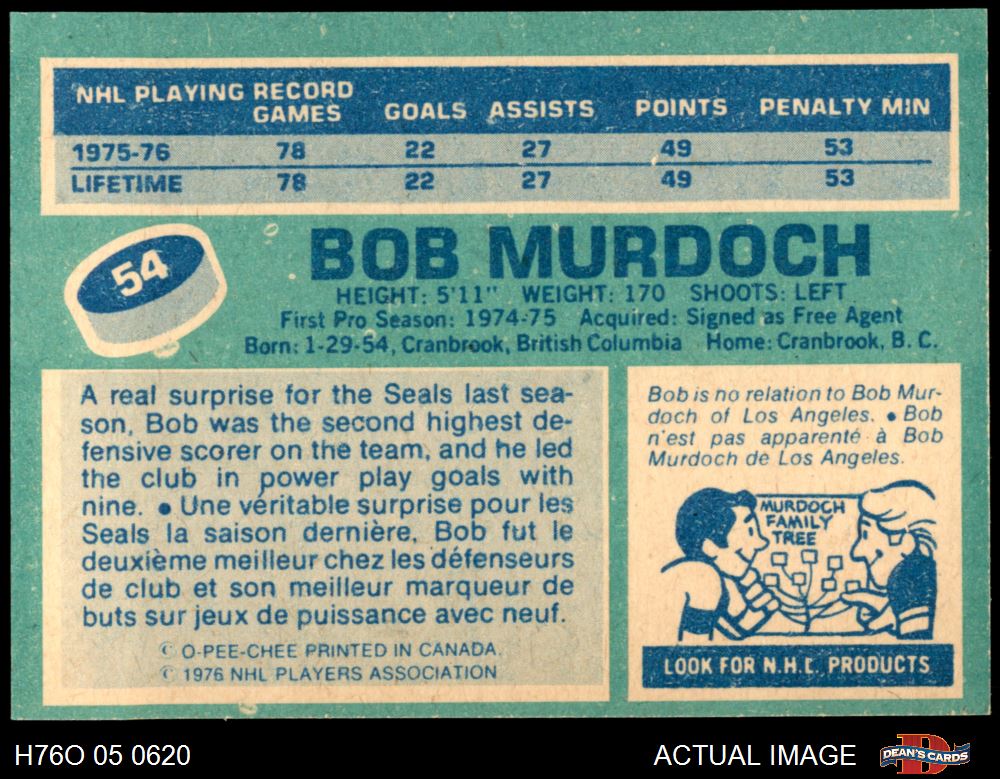 NHL PLAYING RECORD
GAMES GOALS ASSISTS POINTS PENALTY MIN
1975-76 78 22 27 49 53
LIFETIME 78 22 27 49 53
54
BOB MURDOCH
HEIGHT: 5'11" WEIGHT: 170 SHOOTS: LEFT
First Pro Season: 1974-75 Acquired: Signed as Free Agent
Born: 1-29-54, Cranbrook, British Columbia Home: Cranbrook, B. C.
A real surprise for the Seals last sea-
son, Bob was the second highest de-
fensive scorer on the team, and he led
the club in power play goals with
nine. • Une véritable surprise pour les
Seals la saison dernière, Bob fut le
deuxième meilleur chez les défenseurs
de club et son meilleur marqueur de
buts sur jeux de puissance avec neuf.
© O-PEE-CHEE PRINTED IN CANADA.
© 1976 NHL PLAYERS ASSOCIATION
Bob is no relation to Bob Mur-
doch of Los Angeles. • Bob
n'est pas apparenté à Bob
Murdoch de Los Angeles.
MURDOCH
FAMILY
TREE
LOOK FOR N.H.L. PRODUCTS
H76O 05 0620
ACTUAL IMAGE
DEAN'S CARDS